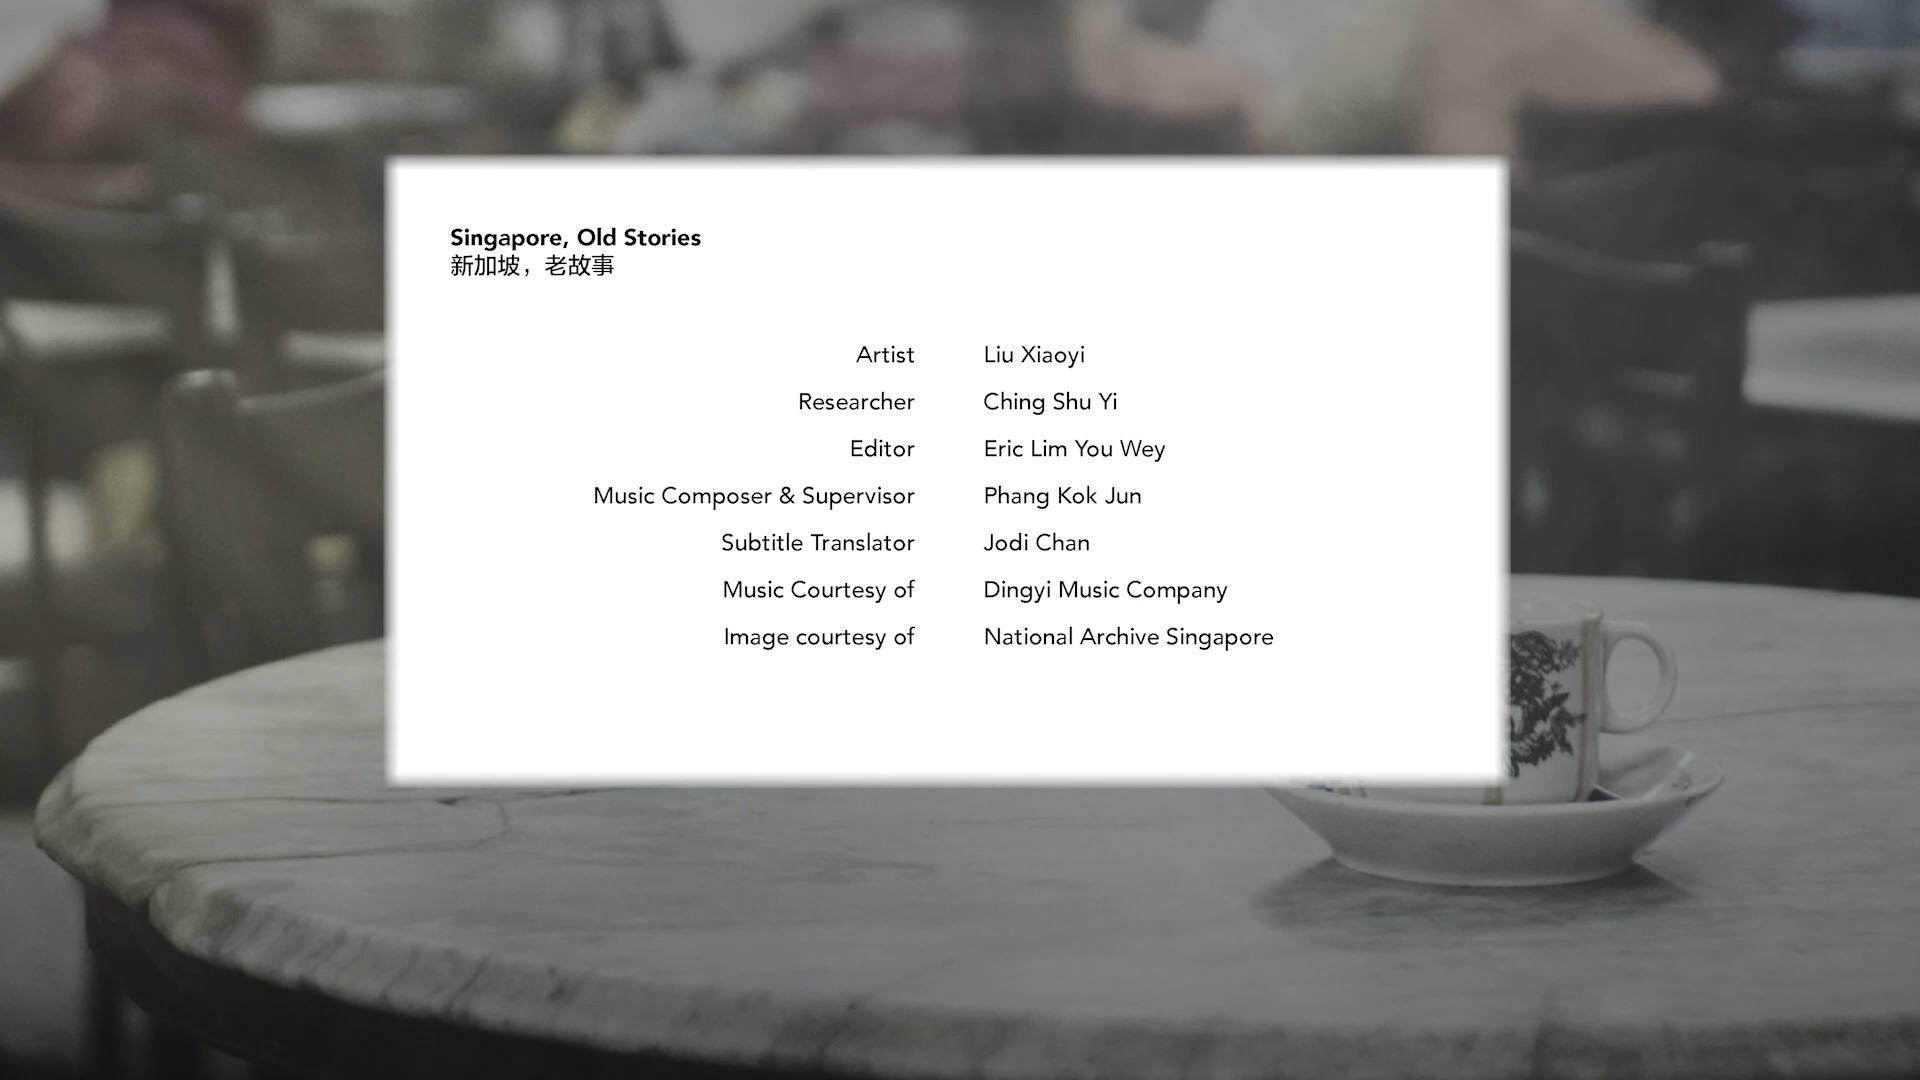 Singapore, Old Stories
新加坡，老故事
Artist Liu Xiaoyi
Researcher Ching Shu Yi
Editor Eric Lim You Wey
Music Composer & Supervisor Phang Kok Jun
Subtitle Translator Jodi Chan
Music Courtesy of Dingyi Music Company
Image courtesy of National Archive Singapore